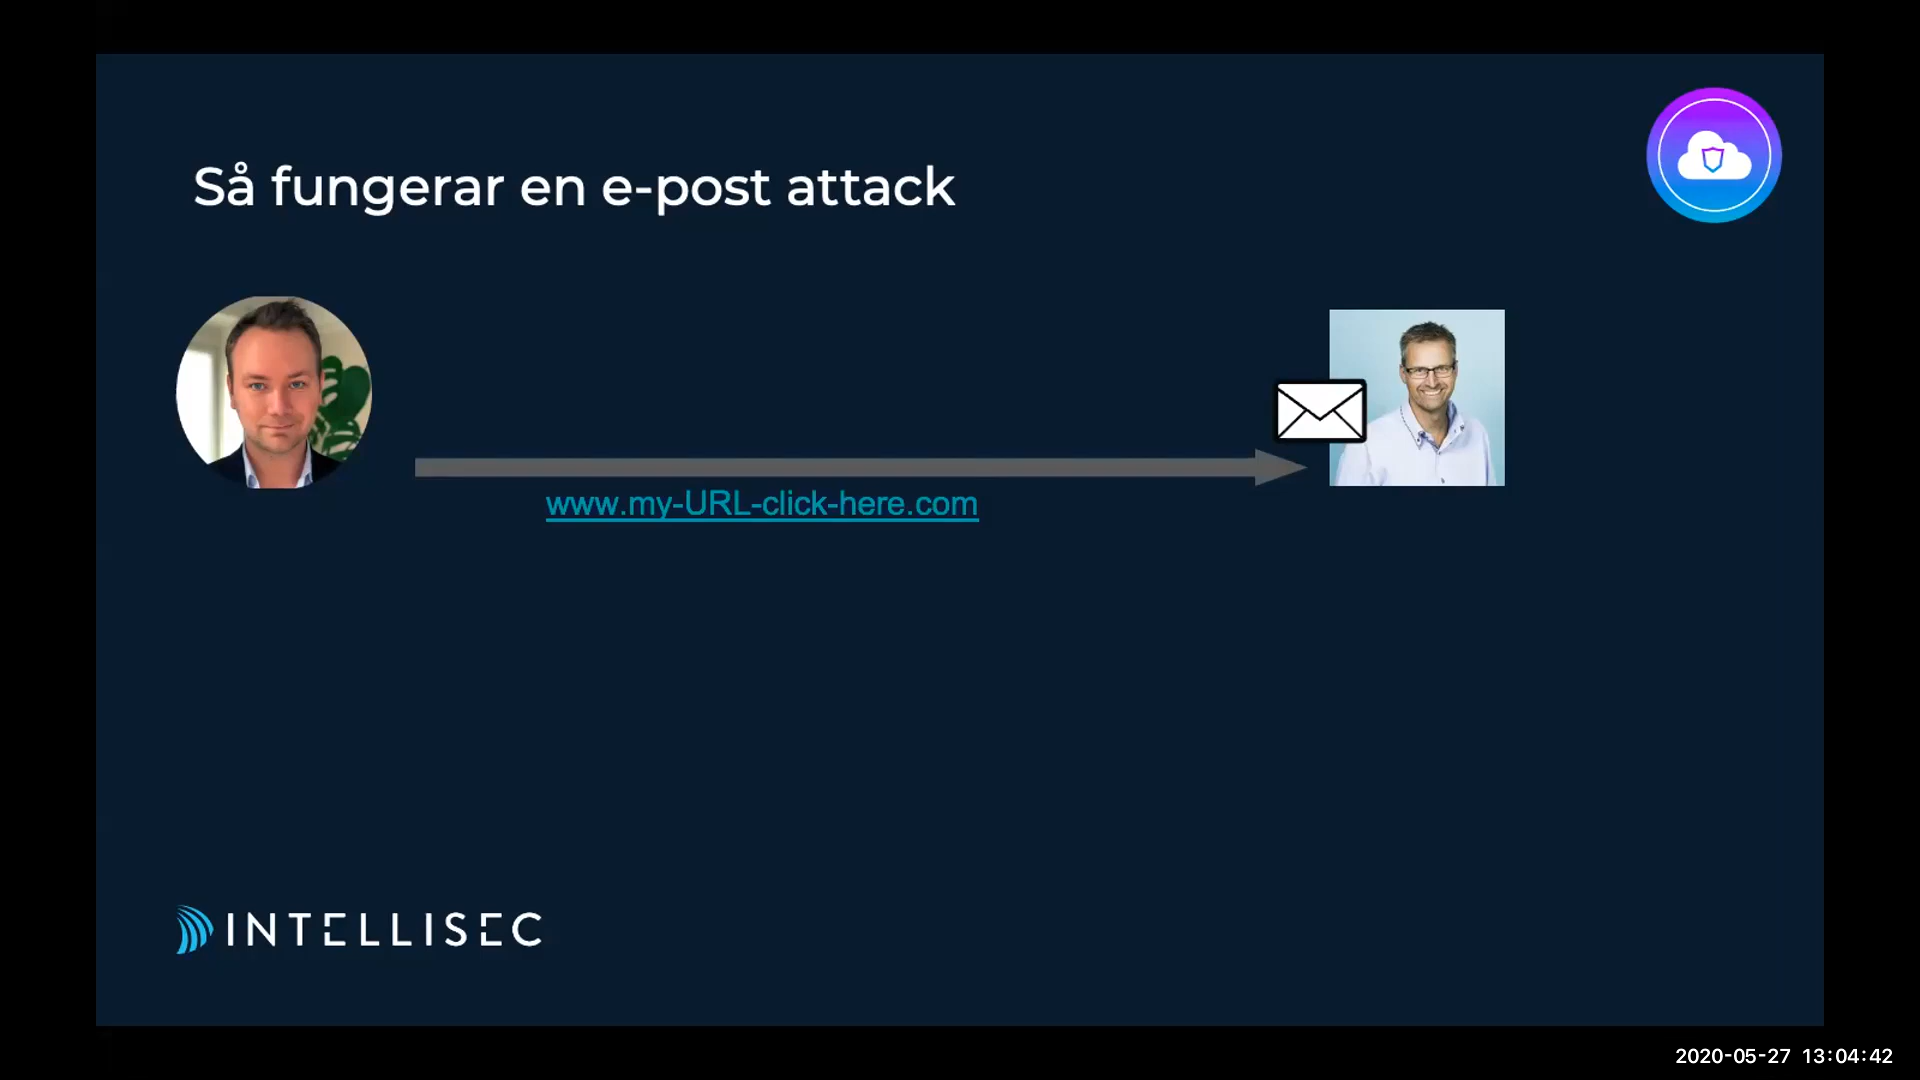 Så fungerar en e-post attack
www.my-URL-click-here.com
INTELLISEC
2020-05-27 13:04:42